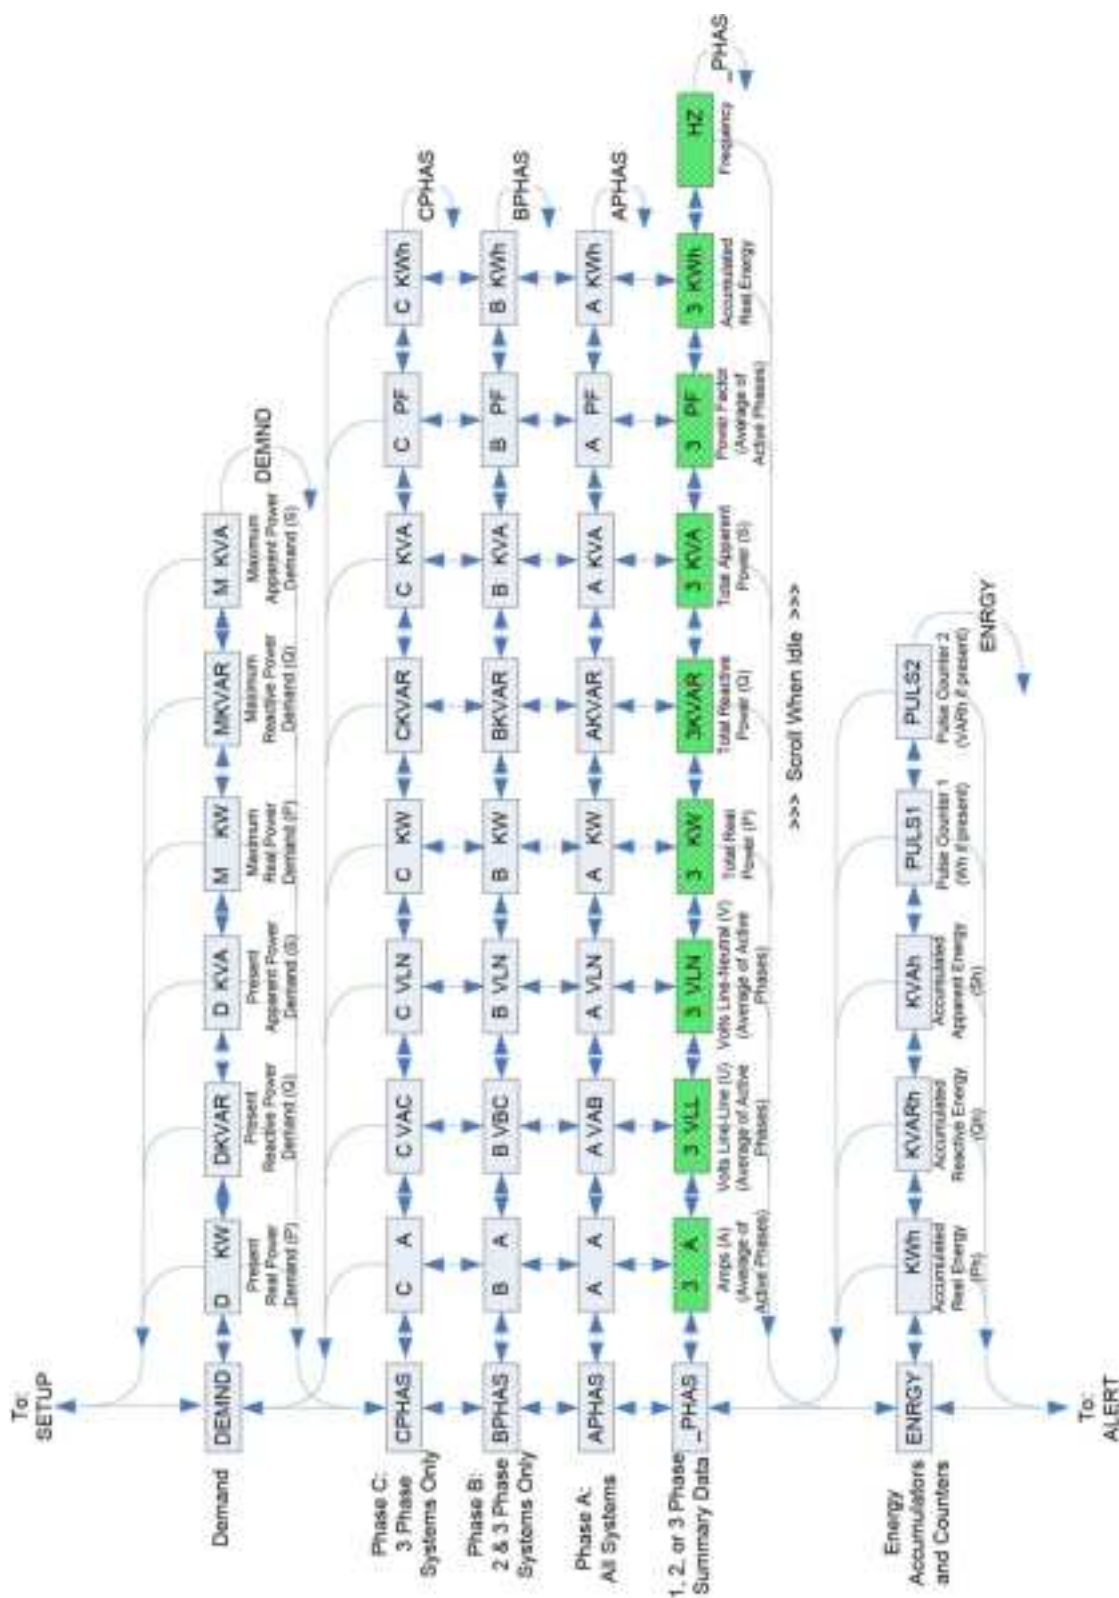 To:
SETUP
Demand
DEMND
D KW
DKVAR
D KVA
M KW
MKVAR
M KVA
DEMND
Present
Real Power
Demand (P)
Present
Reactive Power
Demand (Q)
Present
Apparent Power
Demand (S)
Maximum
Real Power
Demand (P)
Maximum
Reactive Power
Demand (Q)
Maximum
Apparent Power
Demand (S)
Phase C:
3 Phase
Systems Only
CPHAS
C A
C VAC
C VLN
C KW
CKVAR
C KVA
C PF
C KWh
CPHAS
Phase B:
2 & 3 Phase
Systems Only
BPHAS
B A
B VBC
B VLN
B KW
BKVAR
B KVA
B PF
B KWh
BPHAS
Phase A:
All Systems
APHAS
A A
A VAB
A VLN
A KW
AKVAR
A KVA
A PF
A KWh
APHAS
1, 2, or 3 Phase
Summary Data
_PHAS
3 A
3 VLL
3 VLN
3 KW
3KVAR
3 KVA
3 PF
3 KWh
HZ
_PHAS
Amps (A)
(Average of
Active Phases)
Volts Line-Line (U)
(Average of Active
Phases)
Volts Line-Neutral (V)
(Average of Active
Phases)
Total Real
Power (P)
Total Reactive
Power (Q)
Total Apparent
Power (S)
Power Factor
(Average of
Active Phases)
Accumulated
Real Energy
Frequency
>>> Scroll When Idle >>>
Energy
Accumulators
and Counters
ENRGY
KWh
KVARh
KVAh
PULS1
PULS2
ENRGY
Accumulated
Real Energy
(Ph)
Accumulated
Reactive Energy
(Qh)
Accumulated
Apparent Energy
(Sh)
Pulse Counter 1
(Wh if present)
Pulse Counter 2
(VARh if present)
To:
ALERT